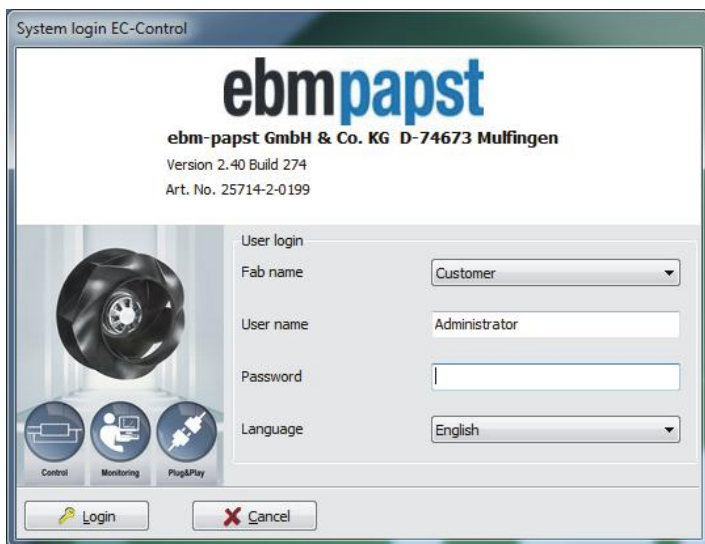 System login EC-Control
ebmpapst
ebm-papst GmbH & Co. KG D-74673 Mulfingen
Version 2.40 Build 274
Art. No. 25714-2-0199
User login
Fab name Customer
User name Administrator
Password
Language English
Control Monitoring Plug&Play
Login Cancel